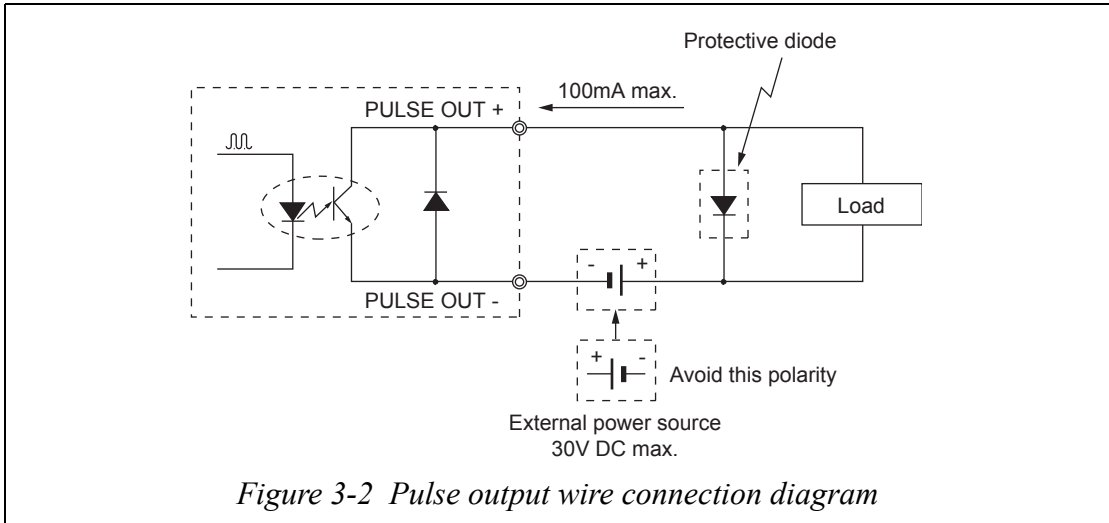 Protective diode
100mA max.
PULSE OUT +
Load
- +
PULSE OUT -
+ -
Avoid this polarity
External power source
30V DC max.
Figure 3-2 Pulse output wire connection diagram